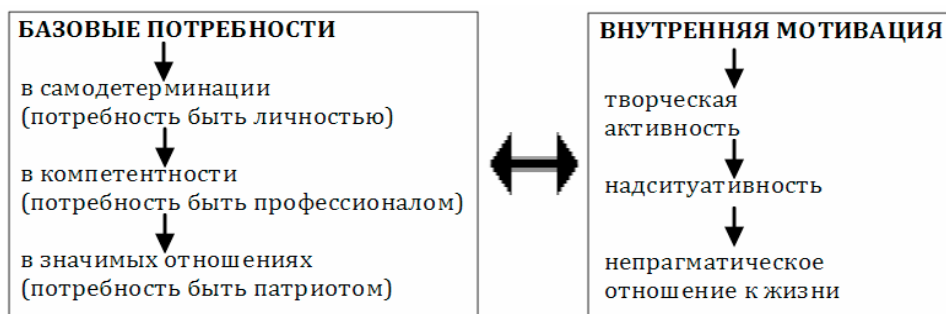 БАЗОВЫЕ ПОТРЕБНОСТИ
в самодетерминации
(потребность быть личностью)
в компетентности
(потребность быть профессионалом)
в значимых отношениях
(потребность быть патриотом)
ВНУТРЕННЯЯ МОТИВАЦИЯ
творческая
активность
надситуативность
непрагматическое
отношение к жизни